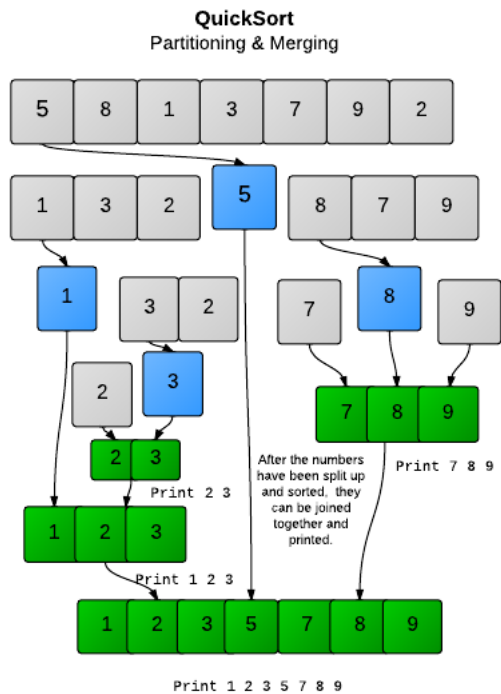 QuickSort
Partitioning & Merging
5 8 1 3 7 9 2
1 3 2
5
8 7 9
1
3 2
7
8
9
2
3
7 8 9
2 3
After the numbers
have been split up
and sorted, they
can be joined
together and
printed.
Print 7 8 9
Print 2 3
1 2 3
Print 1 2 3
1 2 3 5 7 8 9
Print 1 2 3 5 7 8 9